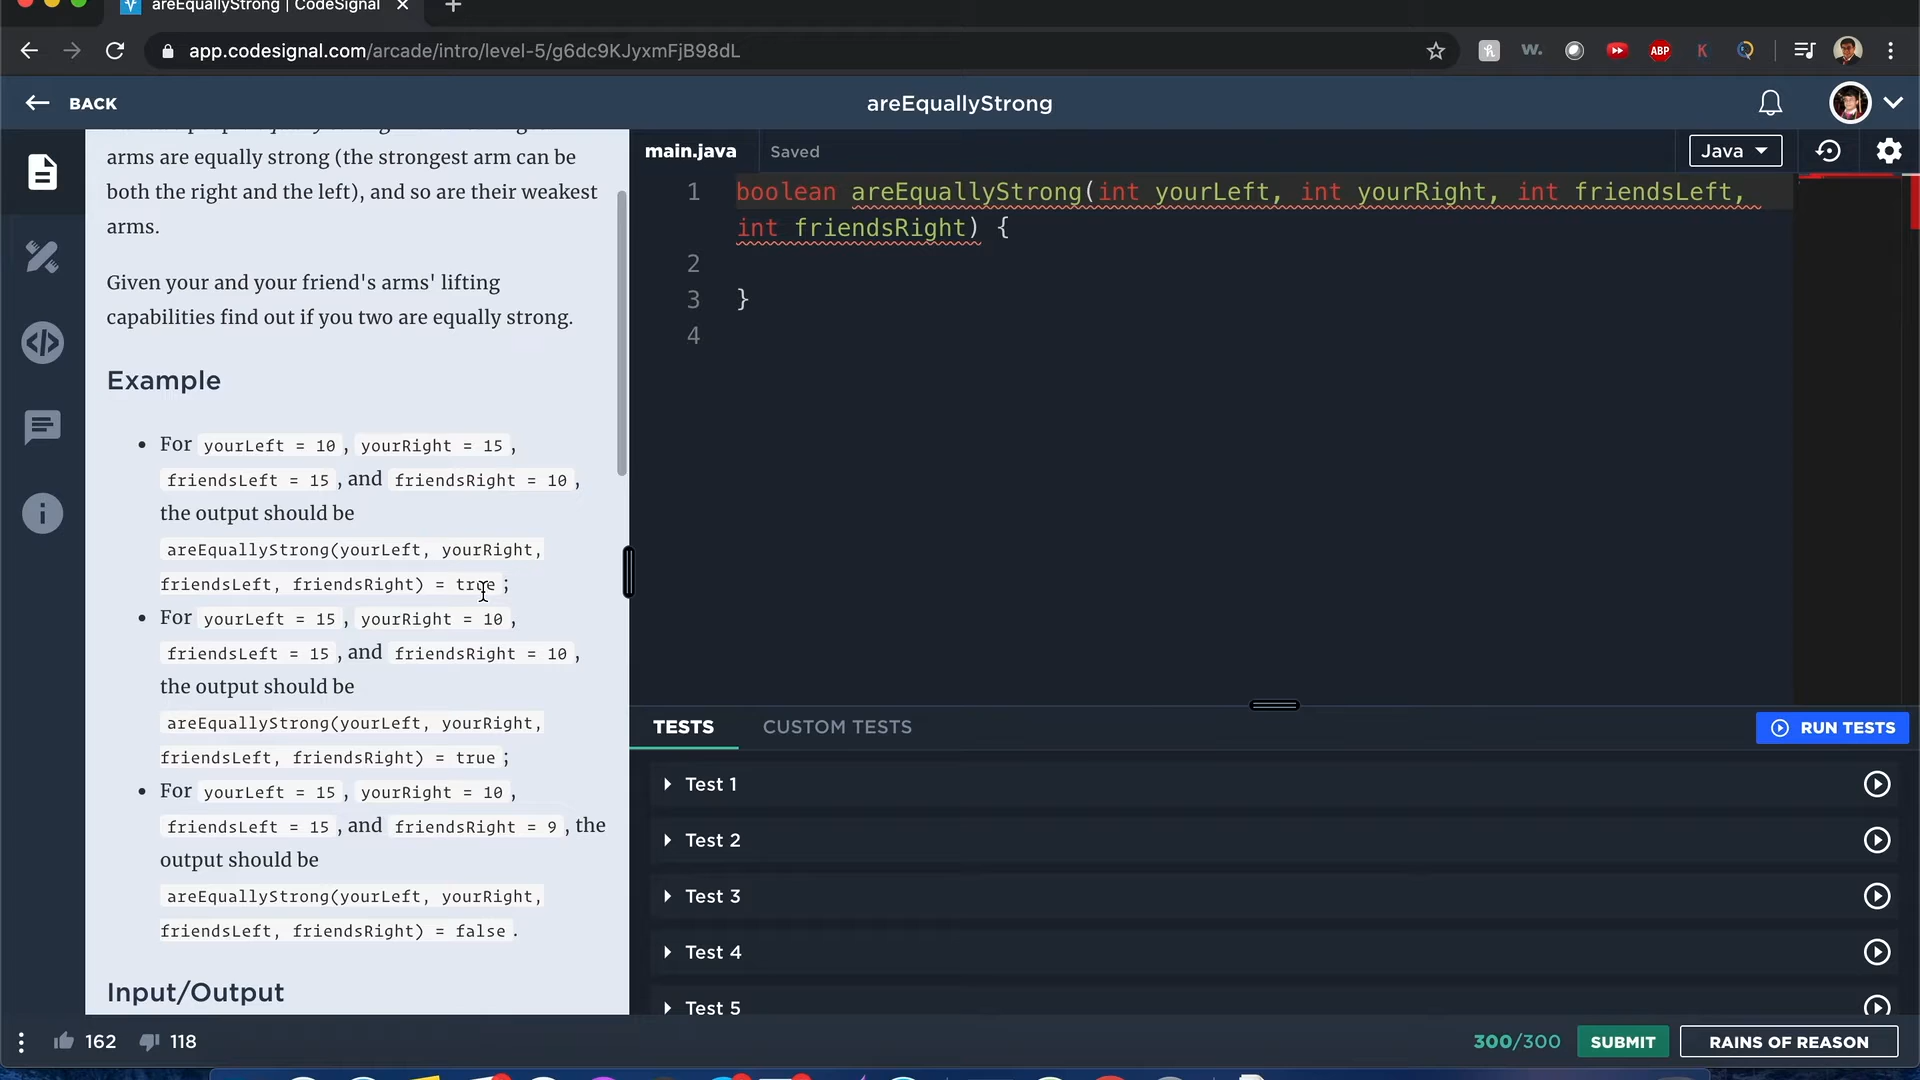 areEquallyStrong | CodeSignal
app.codesignal.com/arcade/intro/level-5/g6dc9KJyxmFjB98dL
W.
ABP
K
BACK
areEquallyStrong
arms are equally strong (the strongest arm can be
both the right and the left), and so are their weakest
arms.
Given your and your friend's arms' lifting
capabilities find out if you two are equally strong.
Example
• For yourLeft = 10, yourRight = 15,
friendsLeft = 15, and friendsRight = 10,
the output should be
areEquallyStrong(yourLeft, yourRight,
friendsLeft, friendsRight) = true;
• For yourLeft = 15, yourRight = 10,
friendsLeft = 15, and friendsRight = 10,
the output should be
areEquallyStrong(yourLeft, yourRight,
friendsLeft, friendsRight) = true;
• For yourLeft = 15, yourRight = 10,
friendsLeft = 15, and friendsRight = 9, the
output should be
areEquallyStrong(yourLeft, yourRight,
friendsLeft, friendsRight) = false.
Input/Output
main.java Saved Java
1 boolean areEquallyStrong(int yourLeft, int yourRight, int friendsLeft,
int friendsRight) {
2
3 }
4
TESTS CUSTOM TESTS RUN TESTS
Test 1
Test 2
Test 3
Test 4
Test 5
162 118 300/300 SUBMIT RAINS OF REASON